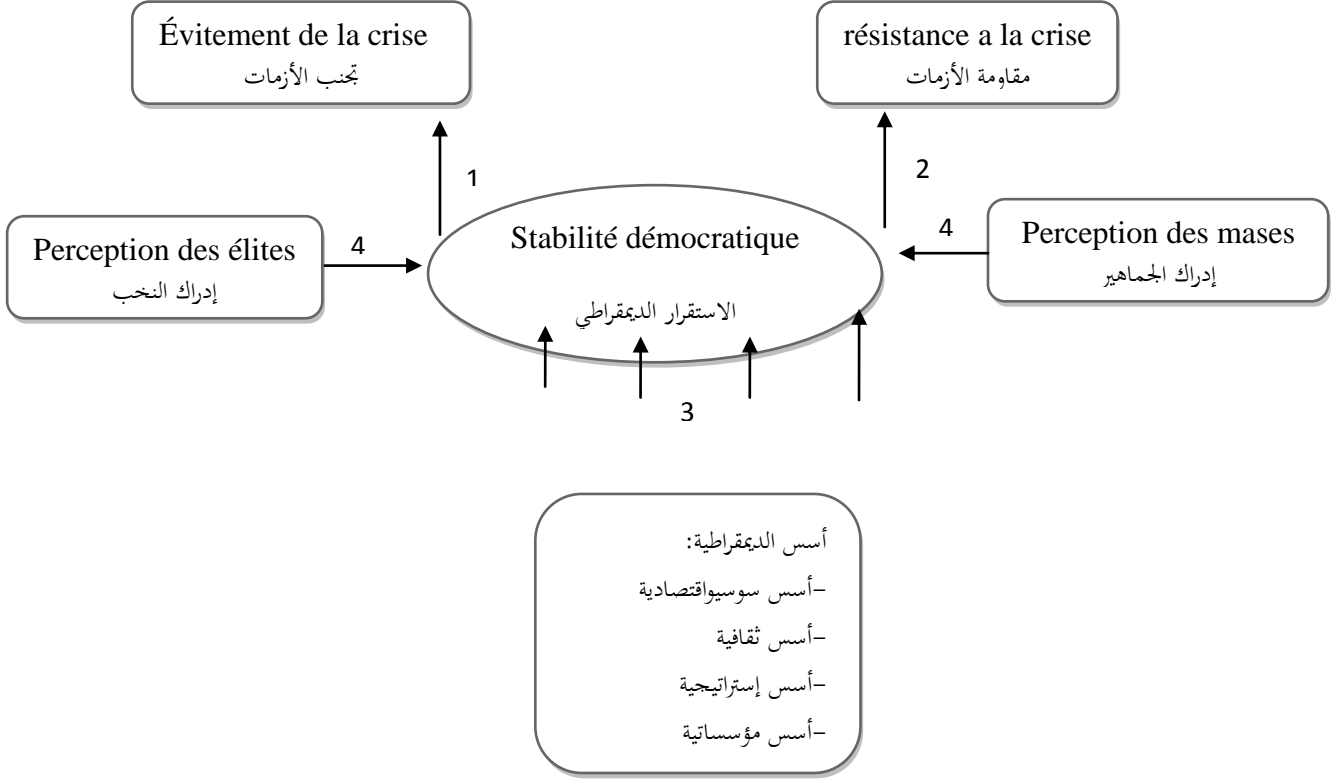 Évitement de la crise
تجنب الأزمات
résistance a la crise
مقاومة الأزمات
1
2
Perception des élites
إدراك النخب
4
Stabilité démocratique
الاستقرار الديمقراطي
4
Perception des mases
إدراك الجماهير
3
أسس الديمقراطية:
–أسس سوسيواقتصادية
–أسس ثقافية
–أسس إستراتيجية
–أسس مؤسساتية